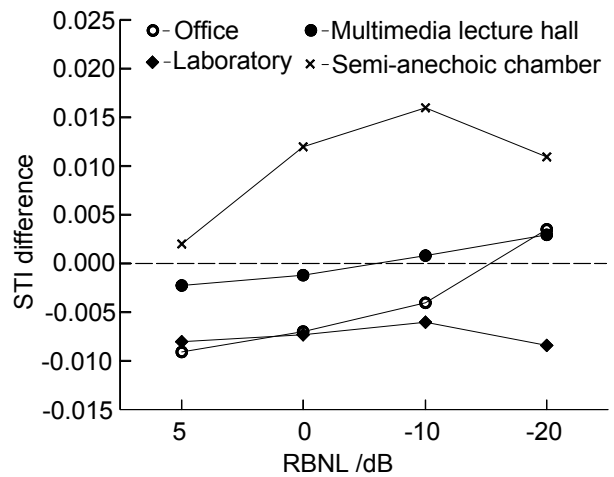 Office
Multimedia lecture hall
Laboratory
Semi-anechoic chamber
0.025
0.020
0.015
0.010
0.005
0.000
-0.005
-0.010
-0.015
STI difference
5 0 -10 -20
RBNL /dB